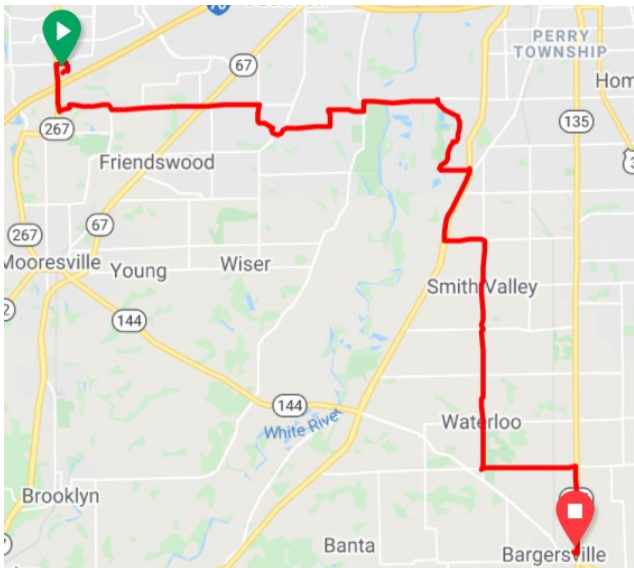 PERRY
TOWNSHIP
67
Hom
135
267
Friendswood
67
267
Mooresville
Young
Wiser
Smith Valley
144
144
White River
Waterloo
Brooklyn
Banta
Bargersville